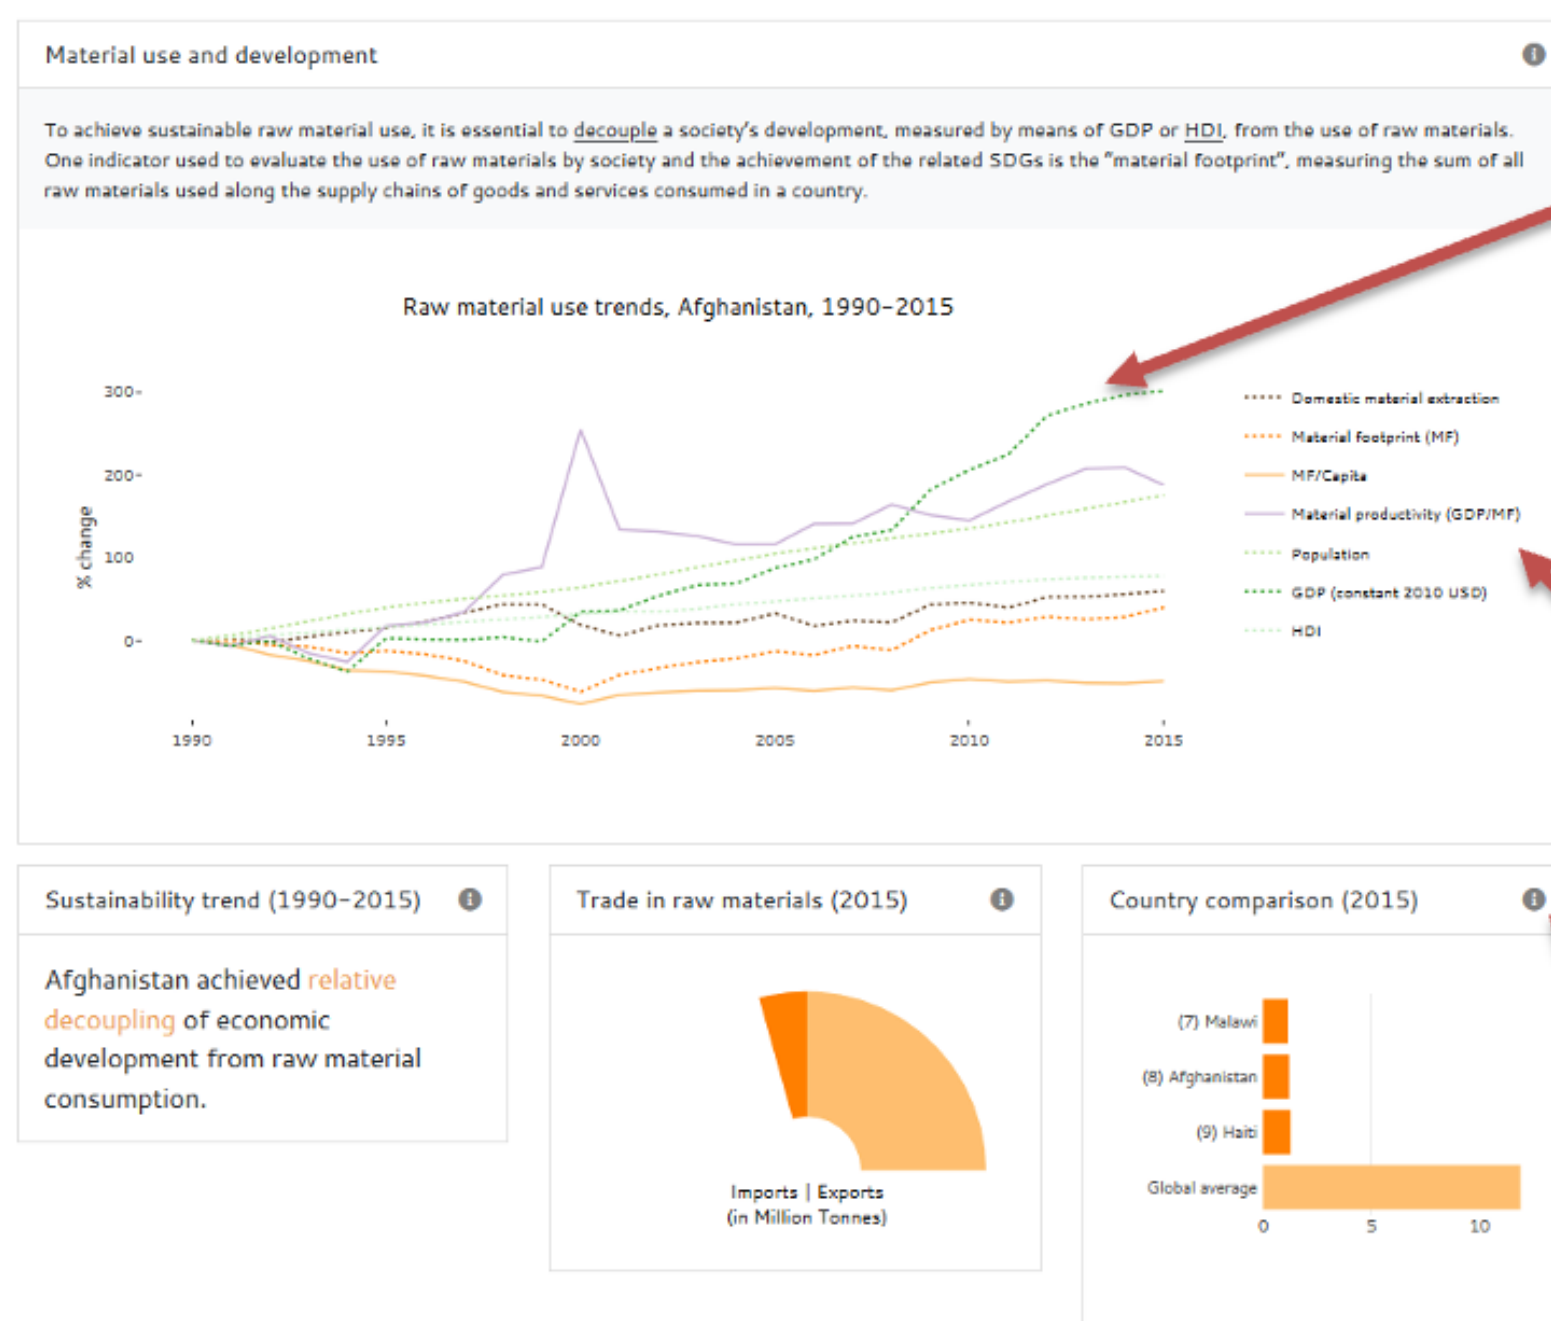 Material use and development
To achieve sustainable raw material use, it is essential to decouple a society's development, measured by means of GDP or HDI, from the use of raw materials.
One indicator used to evaluate the use of raw materials by society and the achievement of the related SDGs is the "material footprint", measuring the sum of all
raw materials used along the supply chains of goods and services consumed in a country.
Raw material use trends, Afghanistan, 1990-2015
300-
200-
100
0-
% change
1990
1995
2000
2005
2010
2015
Domestic material extraction
Material footprint (MF)
MF/Capita
Material productivity (GDP/MF)
Population
GDP (constant 2010 USD)
HDI
Sustainability trend (1990-2015)
Afghanistan achieved relative
decoupling of economic
development from raw material
consumption.
Trade in raw materials (2015)
Imports | Exports
(in Million Tonnes)
Country comparison (2015)
(7) Malawi
(8) Afghanistan
(9) Haiti
Global average
0
5
10